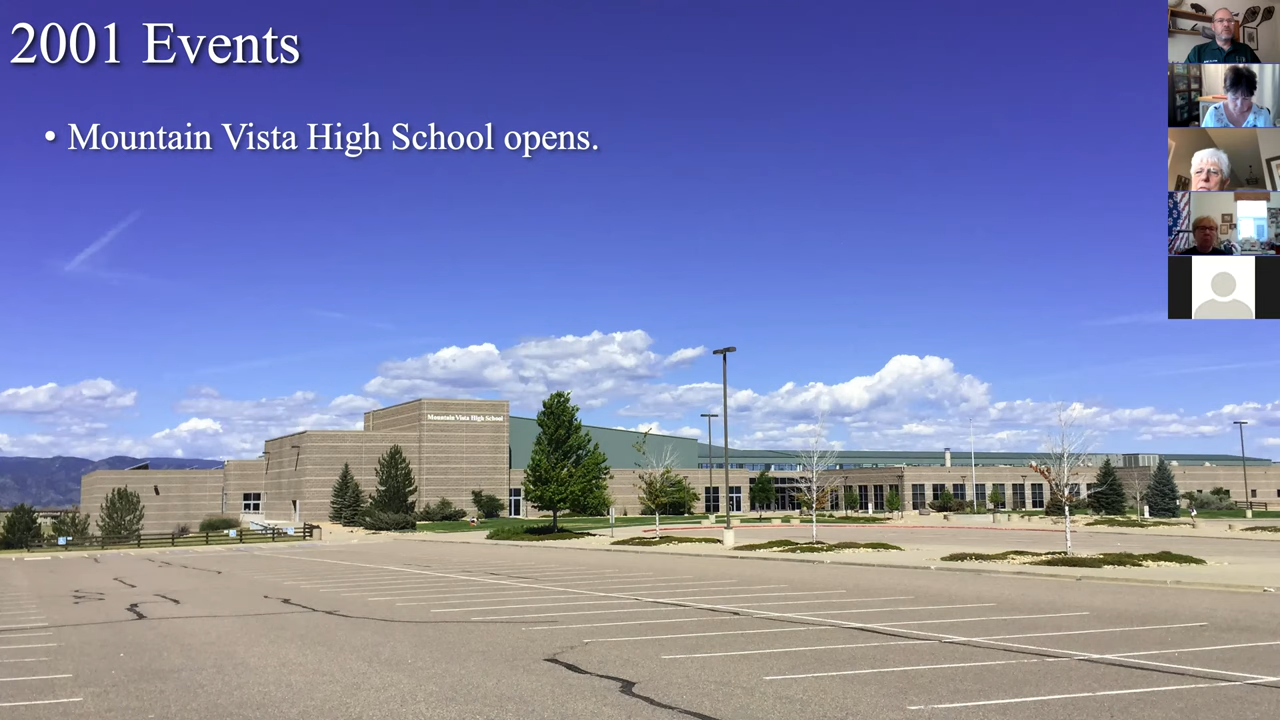 2001 Events
• Mountain Vista High School opens.
Mountain Vista High School